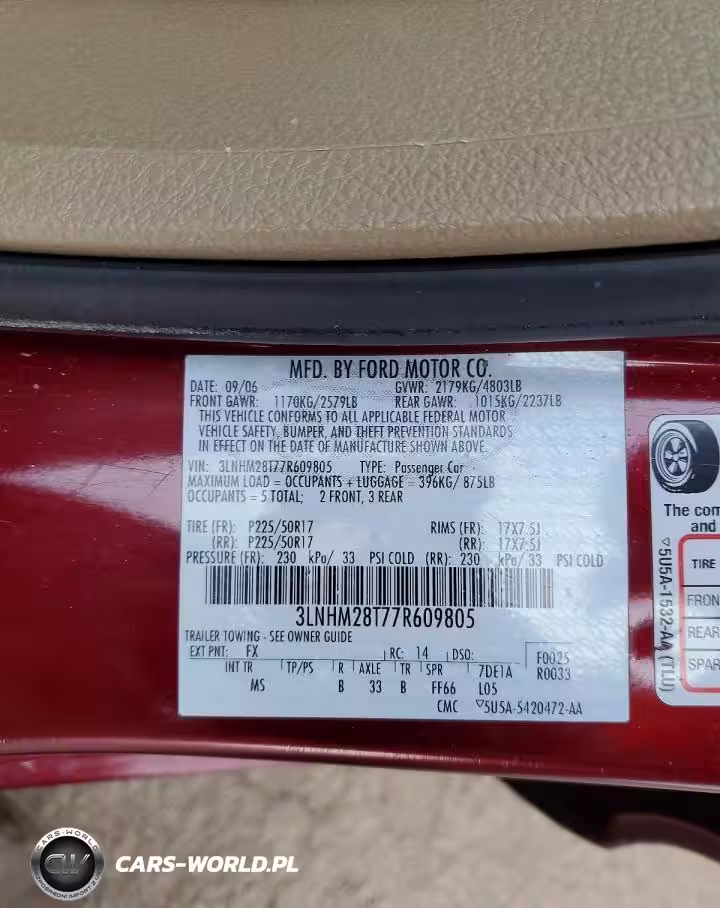 MFD. BY FORD MOTOR CO.
DATE: 09/06 GVWR: 2179KG/4803LB
FRONT GAWR: 1170KG/2579LB REAR GAWR: 1015KG/2237LB
THIS VEHICLE CONFORMS TO ALL APPLICABLE FEDERAL MOTOR
VEHICLE SAFETY, BUMPER, AND THEFT PREVENTION STANDARDS
IN EFFECT ON THE DATE OF MANUFACTURE SHOWN ABOVE.
VIN: 3LNHM28T77R609805 TYPE: Passenger Car
MAXIMUM LOAD = OCCUPANTS + LUGGAGE = 396KG/ 875LB
OCCUPANTS = 5 TOTAL; 2 FRONT, 3 REAR
TIRE (FR): P225/50R17 RIMS (FR): 17X7.5J
(RR): P225/50R17 (RR): 17X7.5J
PRESSURE (FR): 230 kPa/ 33 PSI COLD (RR): 230 kPa/ 33 PSI COLD
3LNHM28T77R609805
TRAILER TOWING - SEE OWNER GUIDE
EXT PNT: FX RC: 14 DSO: F0025
R0033
INT TR TP/PS R AXLE TR SPR 7DE1A
MS B 33 B FF66 L05
CMC ▽5U5A-5420472-AA
The com
and
▽5U5A-1532-AA (TLU)
TIRE
FRON
REAR
SPAR
CARS-WORLD
CW
CARS-WORLD.PL